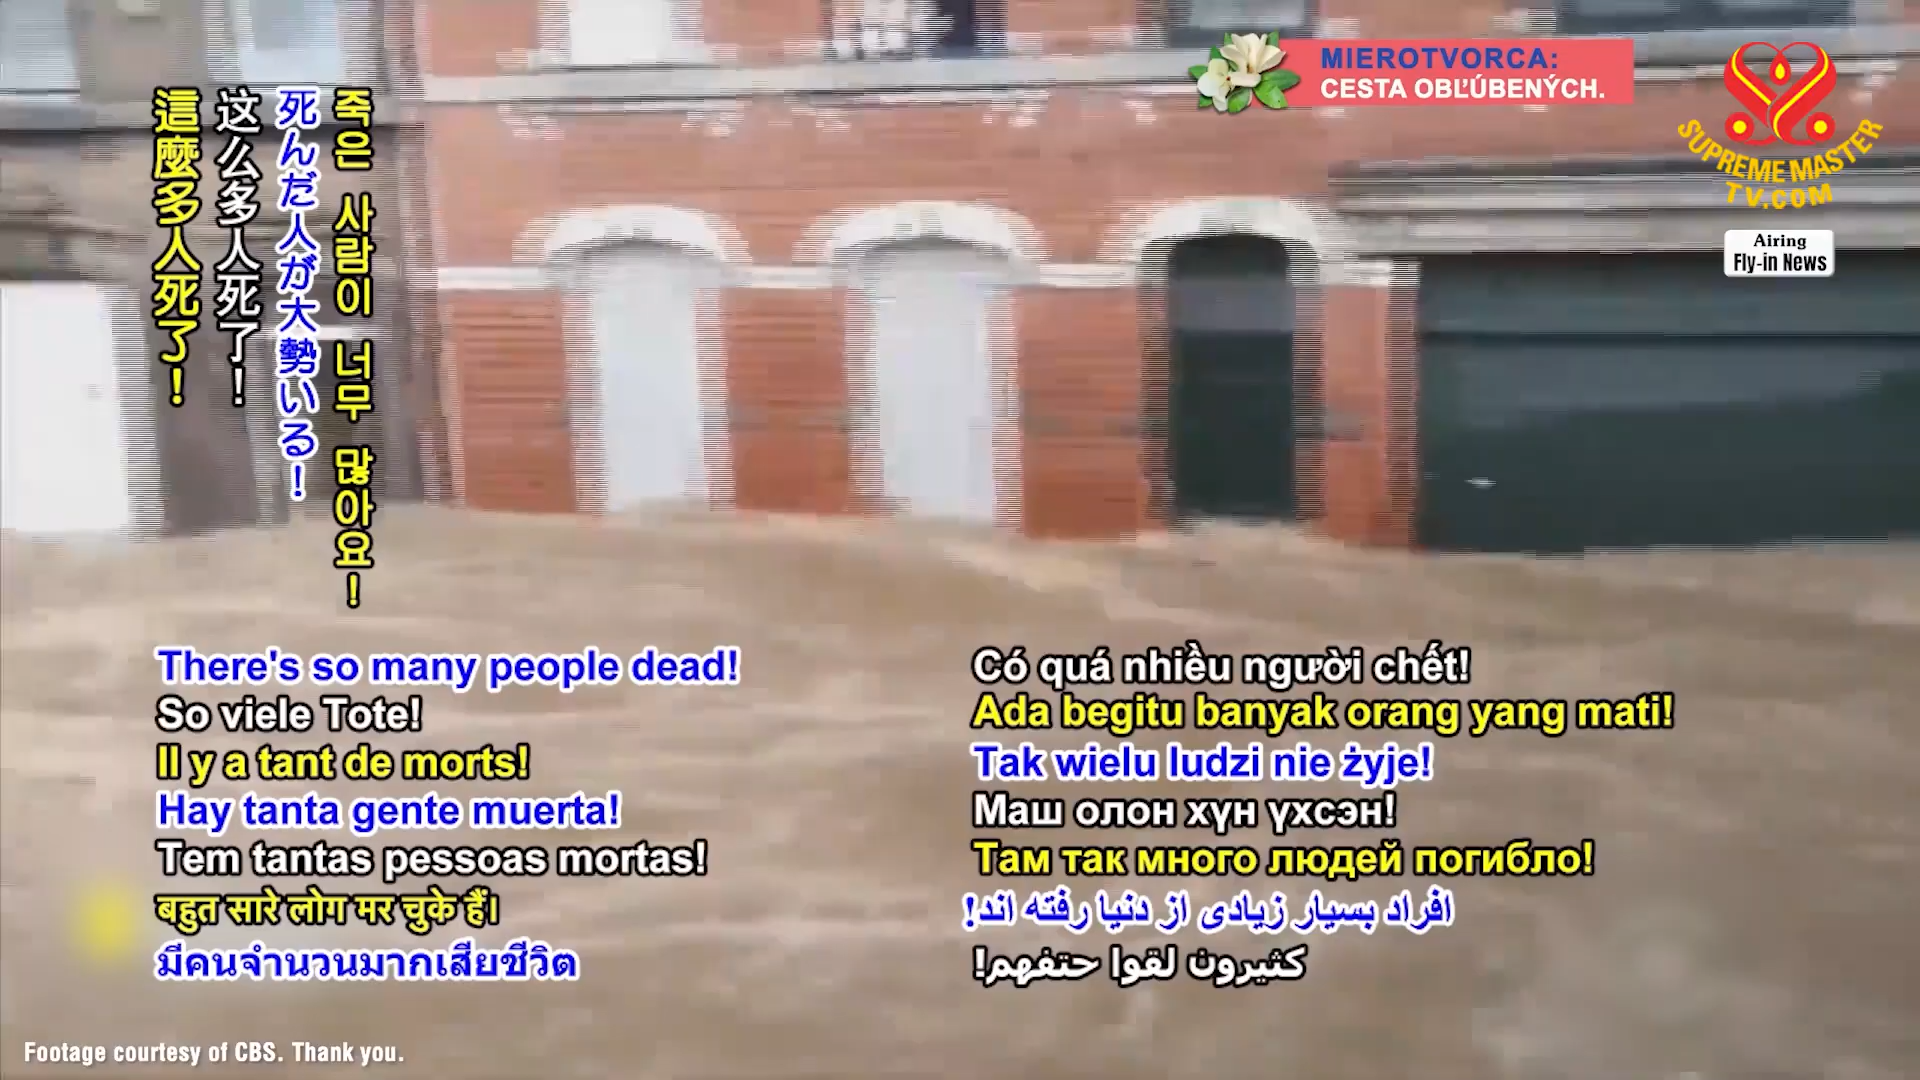 MIEROTVORCA:
CESTA OBĽÚBENÝCH.
SUPREME MASTER
TV.COM
Airing
Fly-in News
這麼多人死了！
这么多人死了！
死んだ人が大勢いる！
죽은 사람이 너무 많아요！
There's so many people dead!
So viele Tote!
Il y a tant de morts!
Hay tanta gente muerta!
Tem tantas pessoas mortas!
बहुत सारे लोग मर चुके हैं।
มีคนจำนวนมากเสียชีวิต
Có quá nhiều người chết!
Ada begitu banyak orang yang mati!
Tak wielu ludzi nie żyje!
Маш олон хүн үхсэн!
Там так много людей погибло!
افراد بسیار زیادی از دنیا رفته اند!
كثيرون لقوا حتفهم!
Footage courtesy of CBS. Thank you.